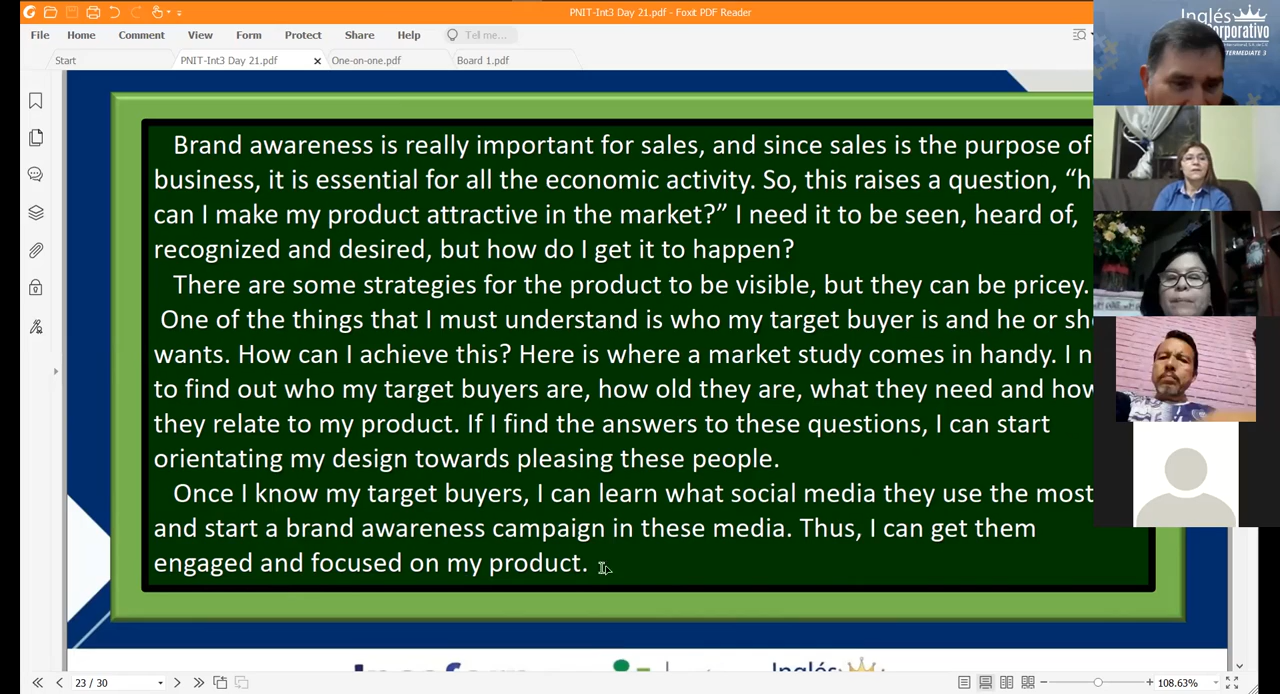 PNIT-Int3 Day 21.pdf - Foxit PDF Reader
File Home Comment View Form Protect Share Help Tell me...
Start PNIT-Int3 Day 21.pdf One-on-one.pdf Board 1.pdf
Inglés
Corporativo
INTERMEDIATE 3
Brand awareness is really important for sales, and since sales is the purpose of
business, it is essential for all the economic activity. So, this raises a question, “
can I make my product attractive in the market?” I need it to be seen, heard of,
recognized and desired, but how do I get it to happen?
There are some strategies for the product to be visible, but they can be pricey.
One of the things that I must understand is who my target buyer is and he or
wants. How can I achieve this? Here is where a market study comes in handy. I
to find out who my target buyers are, how old they are, what they need and how
they relate to my product. If I find the answers to these questions, I can start
orientating my design towards pleasing these people.
Once I know my target buyers, I can learn what social media they use the most
and start a brand awareness campaign in these media. Thus, I can get them
engaged and focused on my product.
Inglés
23 / 30 108.63%